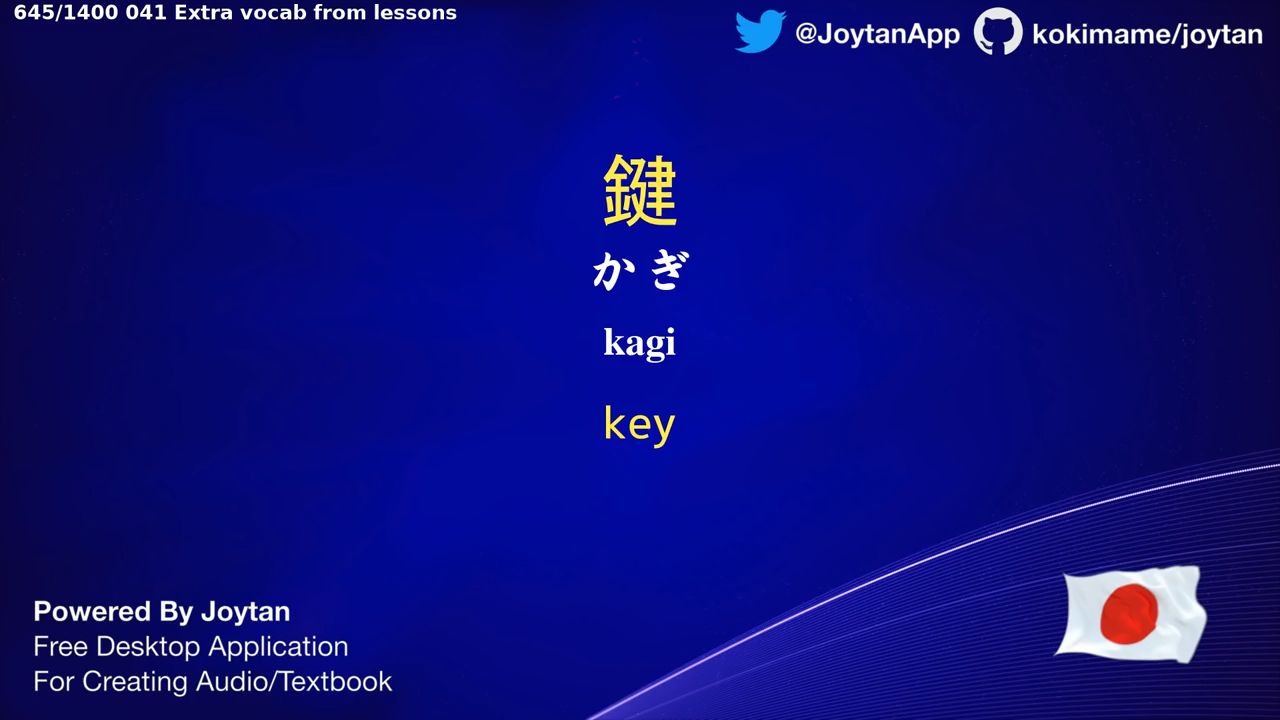 645/1400 041 Extra vocab from lessons
@JoytanApp kokimame/joytan
鍵
かぎ
kagi
key
Powered By Joytan
Free Desktop Application
For Creating Audio/Textbook